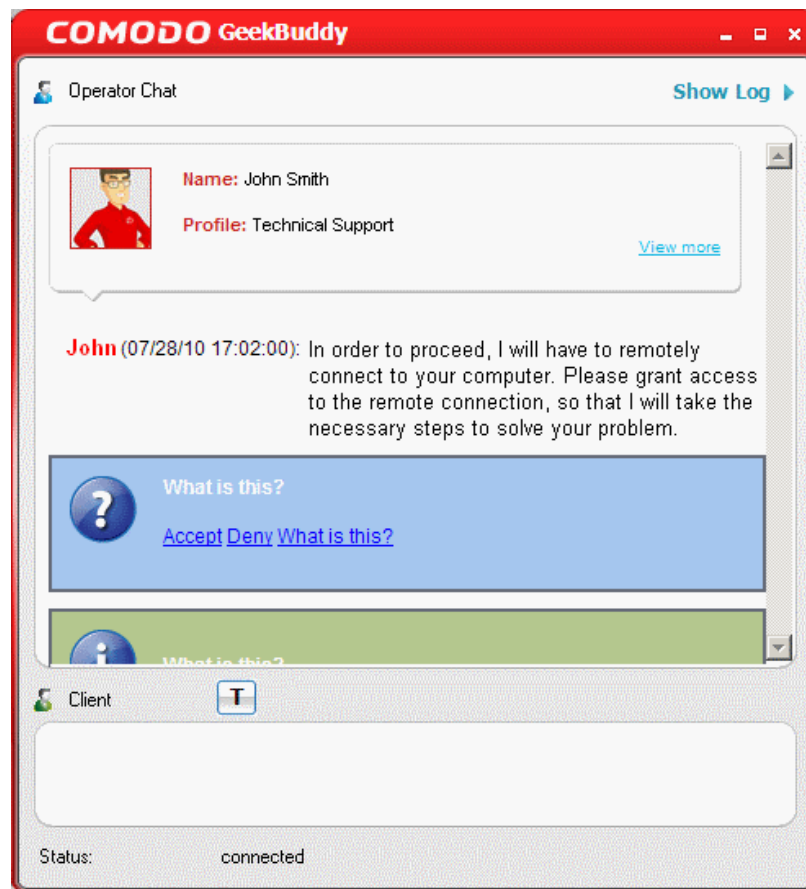 COMODO GeekBuddy
Operator Chat
Show Log
Name: John Smith
Profile: Technical Support
View more
John (07/28/10 17:02:00): In order to proceed, I will have to remotely
connect to your computer. Please grant access
to the remote connection, so that I will take the
necessary steps to solve your problem.
What is this?
Accept Deny What is this?
What is this?
Client
T
Status: connected